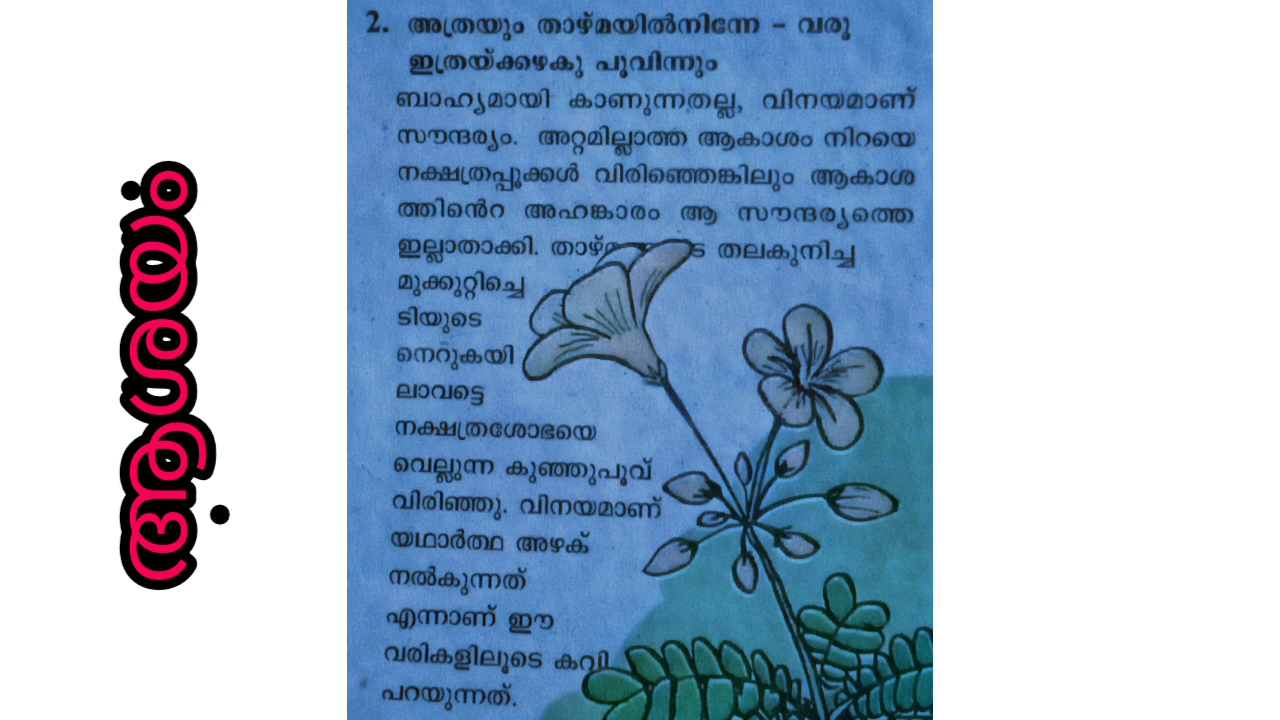 2. അത്രയും താഴ്മയിൽനിന്നേ – വരൂ
ഇത്രയ്ക്കഴകു പൂവിന്നും
ബാഹ്യമായി കാണുന്നതല്ല, വിനയമാണ്
സൗന്ദര്യം. അറ്റമില്ലാത്ത ആകാശം നിറയെ
നക്ഷത്രപ്പൂക്കൾ വിരിഞ്ഞെങ്കിലും ആകാശ
ത്തിൻെറ അഹങ്കാരം ആ സൗന്ദര്യത്തെ
ഇല്ലാതാക്കി. തലകുനിച്ച
മുക്കുറ്റിച്ചെ
ടിയുടെ
നെറുകയി
ലാവട്ടെ
നക്ഷത്രശോഭയെ
വെല്ലുന്ന കുഞ്ഞുപൂവ്
വിരിഞ്ഞു. വിനയമാണ്
യഥാർത്ഥ അഴക്
നൽകുന്നത്
എന്നാണ് ഈ
വരികളിലൂടെ കവി
പറയുന്നത്.